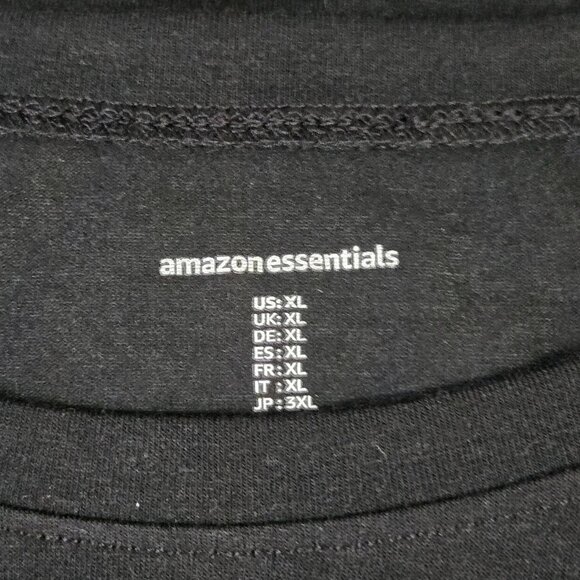 amazonessentials
US: XL
UK: XL
DE: XL
ES: XL
FR: XL
IT : XL
JP : 3XL